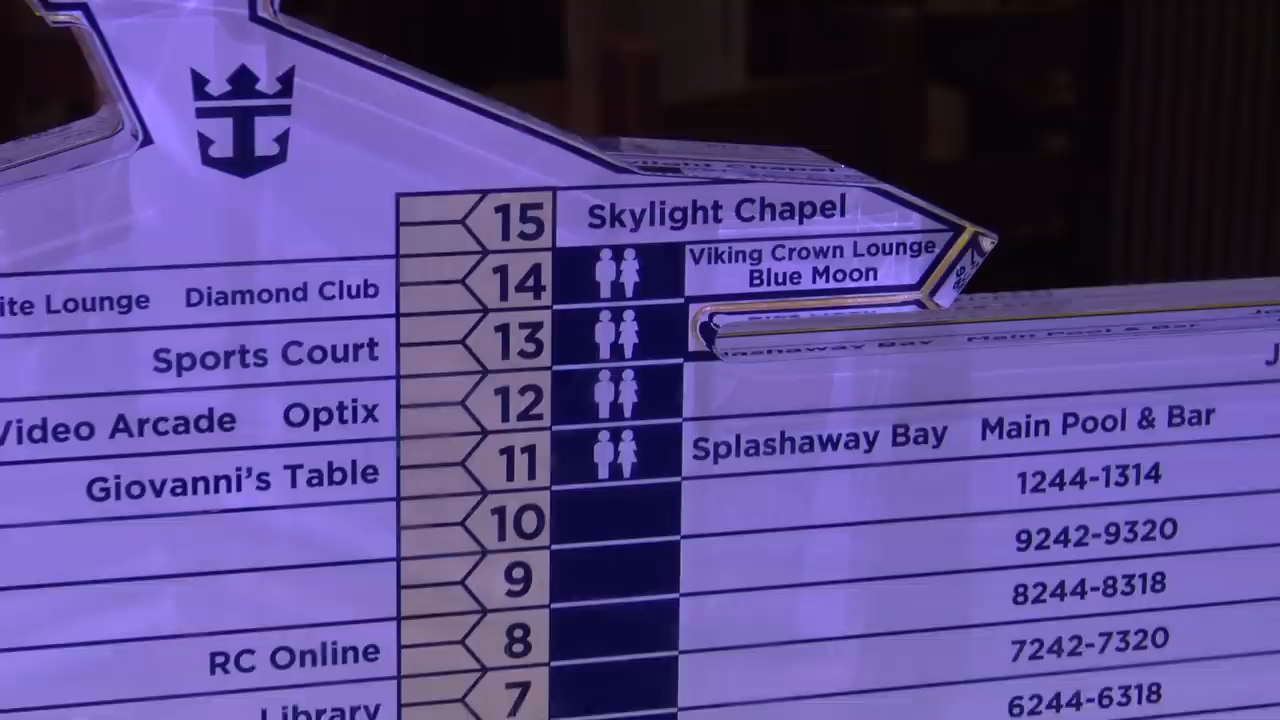 15 Skylight Chapel
Lounge Diamond Club 14 Viking Crown Lounge
Blue Moon
Sports Court 13
Video Arcade Optix 12
Giovanni's Table 11 Splashaway Bay Main Pool & Bar
10 1244-1314
9 9242-9320
8244-8318
RC Online 8 7242-7320
Library 7 6244-6318